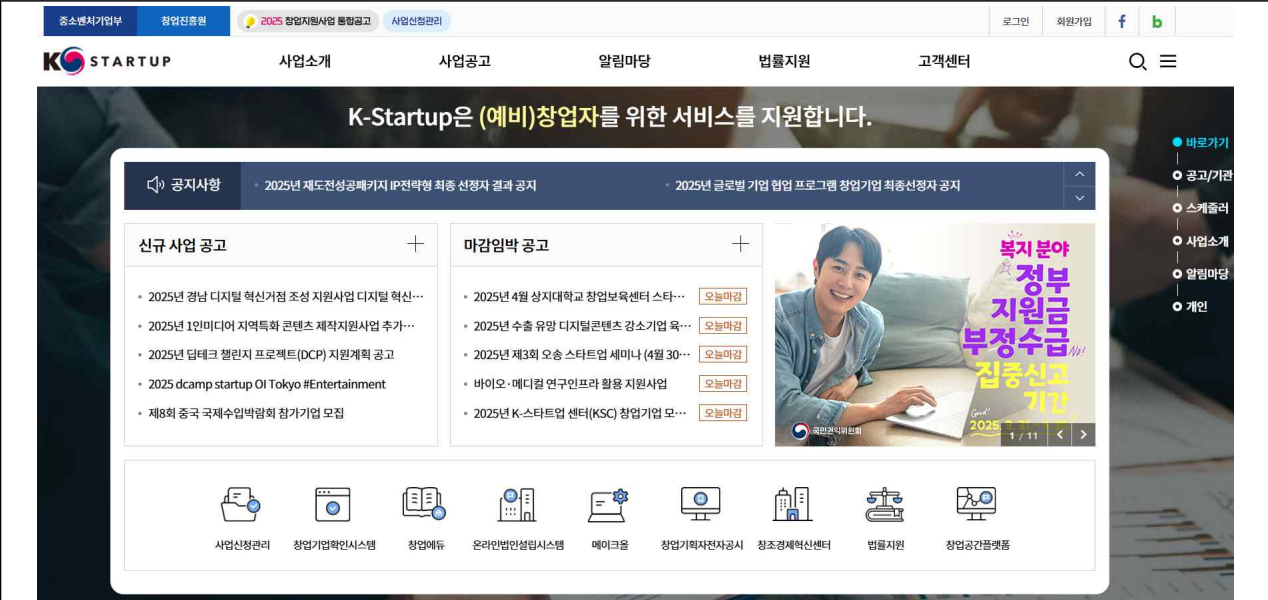 중소벤처기업부 창업진흥원 2025 창업지원사업 통합공고 사업신청관리 로그인 회원가입 f b
K STARTUP 사업소개 사업공고 알림마당 법률지원 고객센터
K-Startup은 (예비)창업자를 위한 서비스를 지원합니다.
바로가기
공고/기관
스케줄러
사업소개
알림마당
개인
공지사항 2025년 재도전성공패키지 IP전략형 최종 선정자 결과 공지 2025년 글로벌 기업 협업 프로그램 창업기업 최종선정자 공지
신규 사업 공고
2025년 경남 디지털 혁신거점 조성 지원사업 디지털 혁신…
2025년 1인미디어 지역특화 콘텐츠 제작지원사업 추가…
2025년 딥테크 챌린지 프로젝트(DCP) 지원계획 공고
2025 dcamp startup OI Tokyo #Entertainment
제8회 중국 국제수입박람회 참가기업 모집
마감임박 공고
2025년 4월 상지대학교 창업보육센터 스타… 오늘마감
2025년 수출 유망 디지털콘텐츠 강소기업 육… 오늘마감
2025년 제3회 오송 스타트업 세미나 (4월 30… 오늘마감
바이오·메디컬 연구인프라 활용 지원사업 오늘마감
2025년 K-스타트업 센터(KSC) 창업기업 모… 오늘마감
복지 분야
정부
지원금
부정수급 No!
집중신고
기간
Good!
2025.
국민권익위원회
1 / 11
사업신청관리 창업기업확인시스템 창업에듀 온라인법인설립시스템 메이크올 창업기획자전자공시 창조경제혁신센터 법률지원 창업공간플랫폼